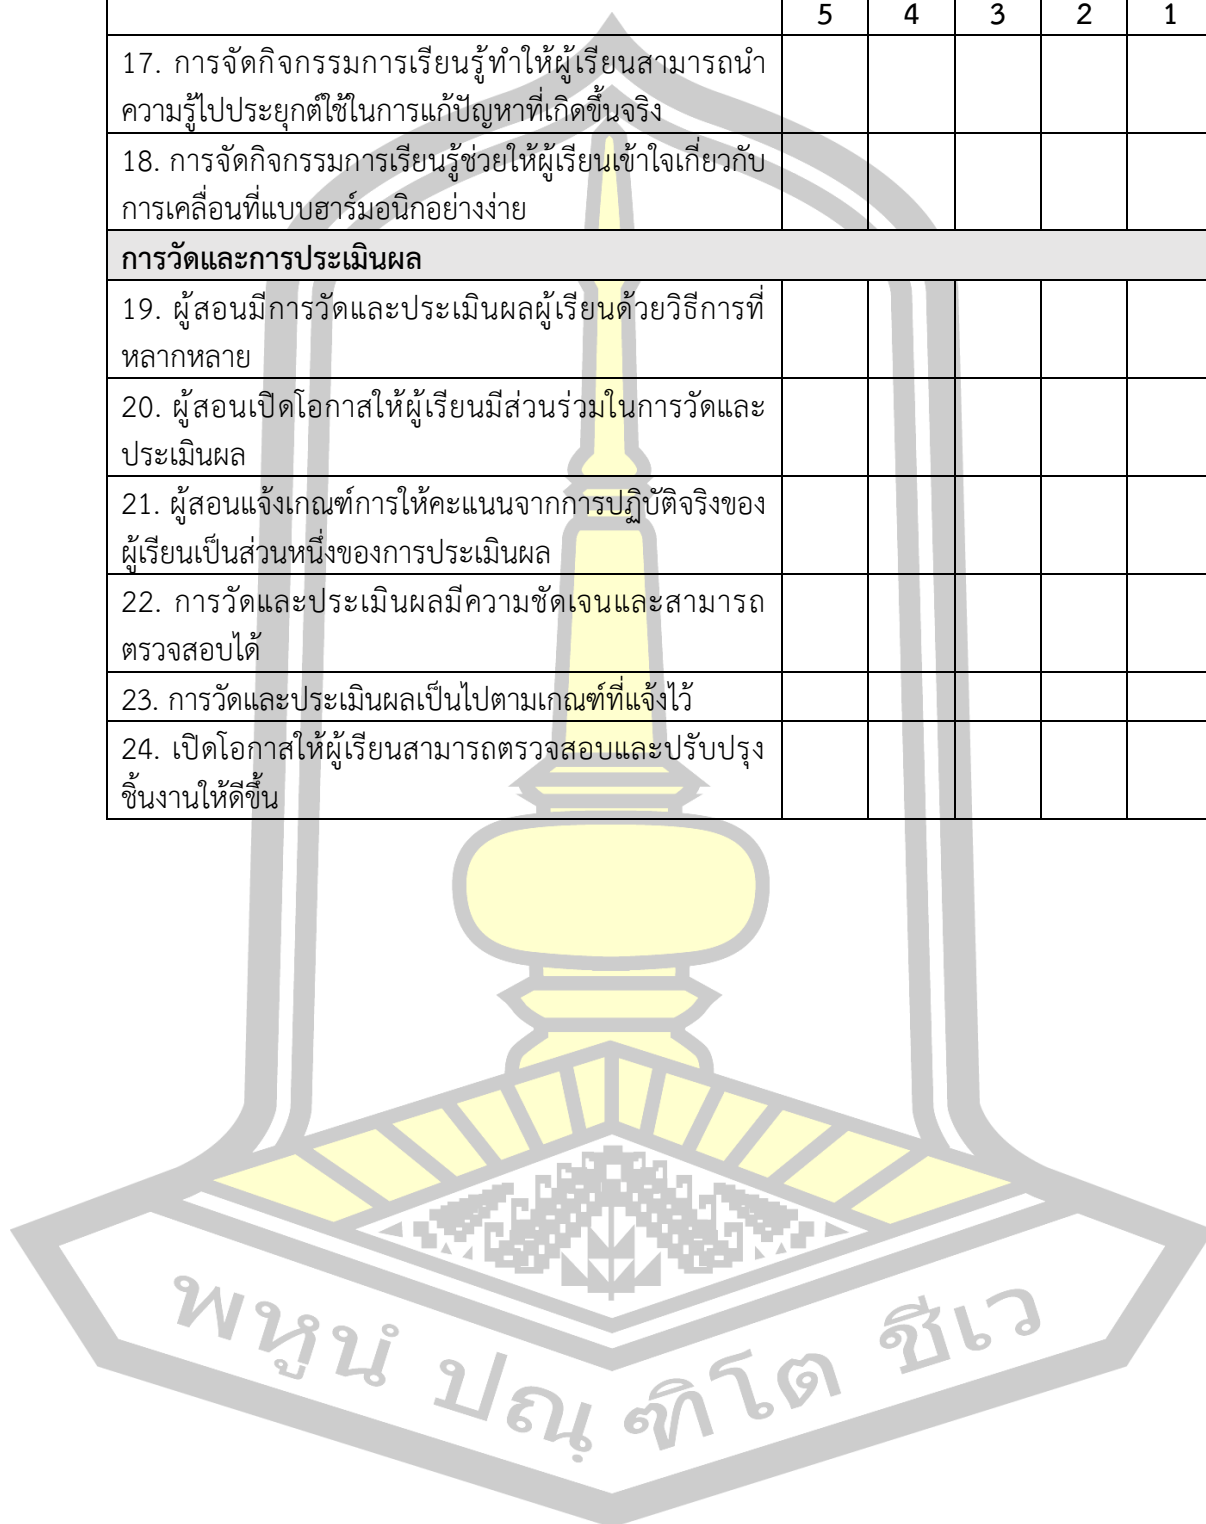 5 4 3 2 1
17. การจัดกิจกรรมการเรียนรู้ทำให้ผู้เรียนสามารถนำ
ความรู้ไปประยุกต์ใช้ในการแก้ปัญหาที่เกิดขึ้นจริง
18. การจัดกิจกรรมการเรียนรู้ช่วยให้ผู้เรียนเข้าใจเกี่ยวกับ
การเคลื่อนที่แบบฮาร์มอนิกอย่างง่าย
การวัดและการประเมินผล
19. ผู้สอนมีการวัดและประเมินผลผู้เรียนด้วยวิธีการที่
หลากหลาย
20. ผู้สอนเปิดโอกาสให้ผู้เรียนมีส่วนร่วมในการวัดและ
ประเมินผล
21. ผู้สอนแจ้งเกณฑ์การให้คะแนนจากการปฏิบัติจริงของ
ผู้เรียนเป็นส่วนหนึ่งของการประเมินผล
22. การวัดและประเมินผลมีความชัดเจนและสามารถ
ตรวจสอบได้
23. การวัดและประเมินผลเป็นไปตามเกณฑ์ที่แจ้งไว้
24. เปิดโอกาสให้ผู้เรียนสามารถตรวจสอบและปรับปรุง
ชิ้นงานให้ดีขึ้น
พหูนํ ปณฺฑิโต ชีเว